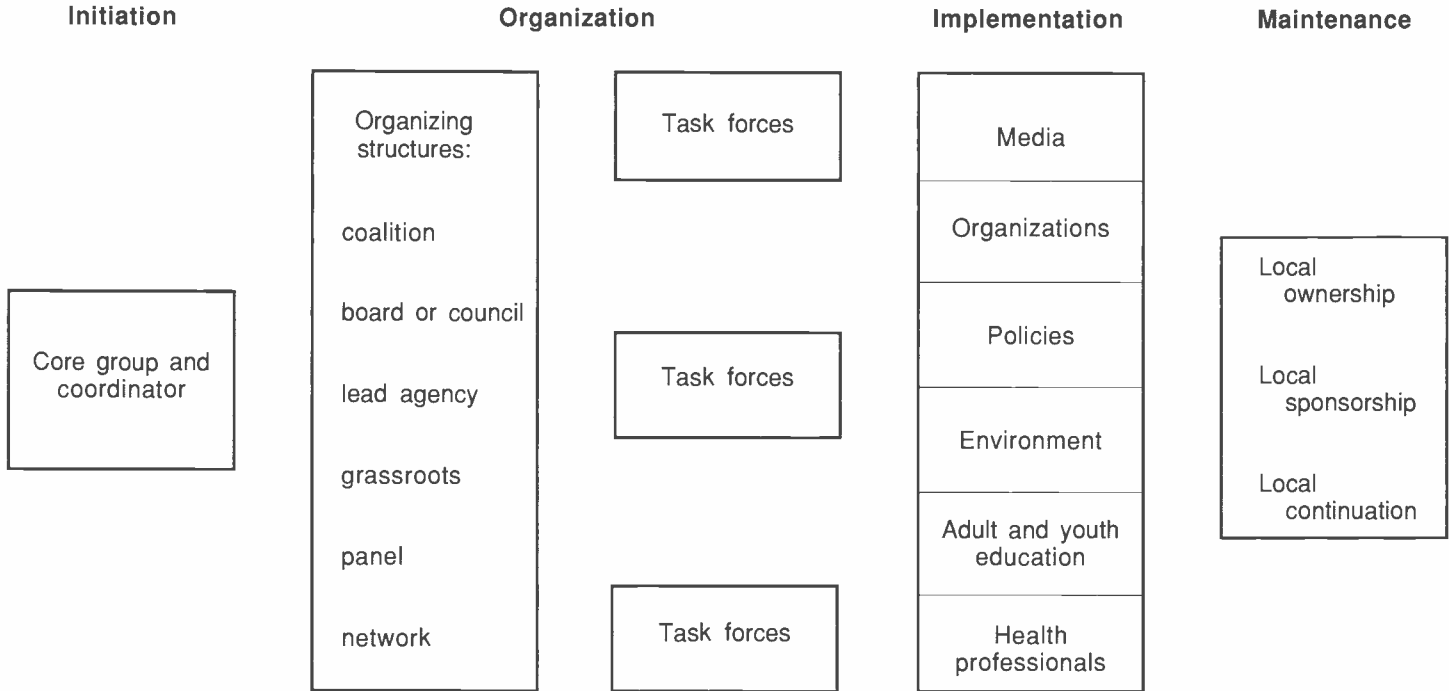 Initiation
Organization
Implementation
Maintenance
Core group and
coordinator
Organizing
structures:
coalition
board or council
lead agency
grassroots
panel
network
Task forces
Task forces
Task forces
Media
Organizations
Policies
Environment
Adult and youth
education
Health
professionals
Local
ownership
Local
sponsorship
Local
continuation